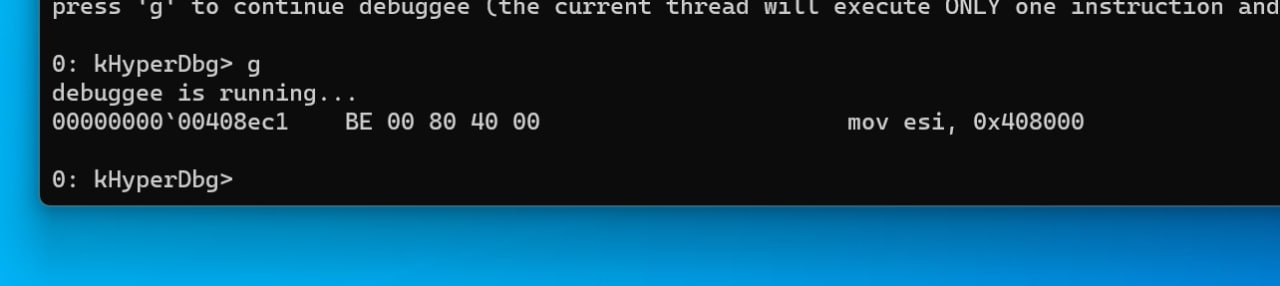 press 'g' to continue debuggee (the current thread will execute ONLY one instruction and
0: kHyperDbg> g
debuggee is running...
00000000`00408ec1    BE 00 80 40 00                      mov esi, 0x408000
0: kHyperDbg>